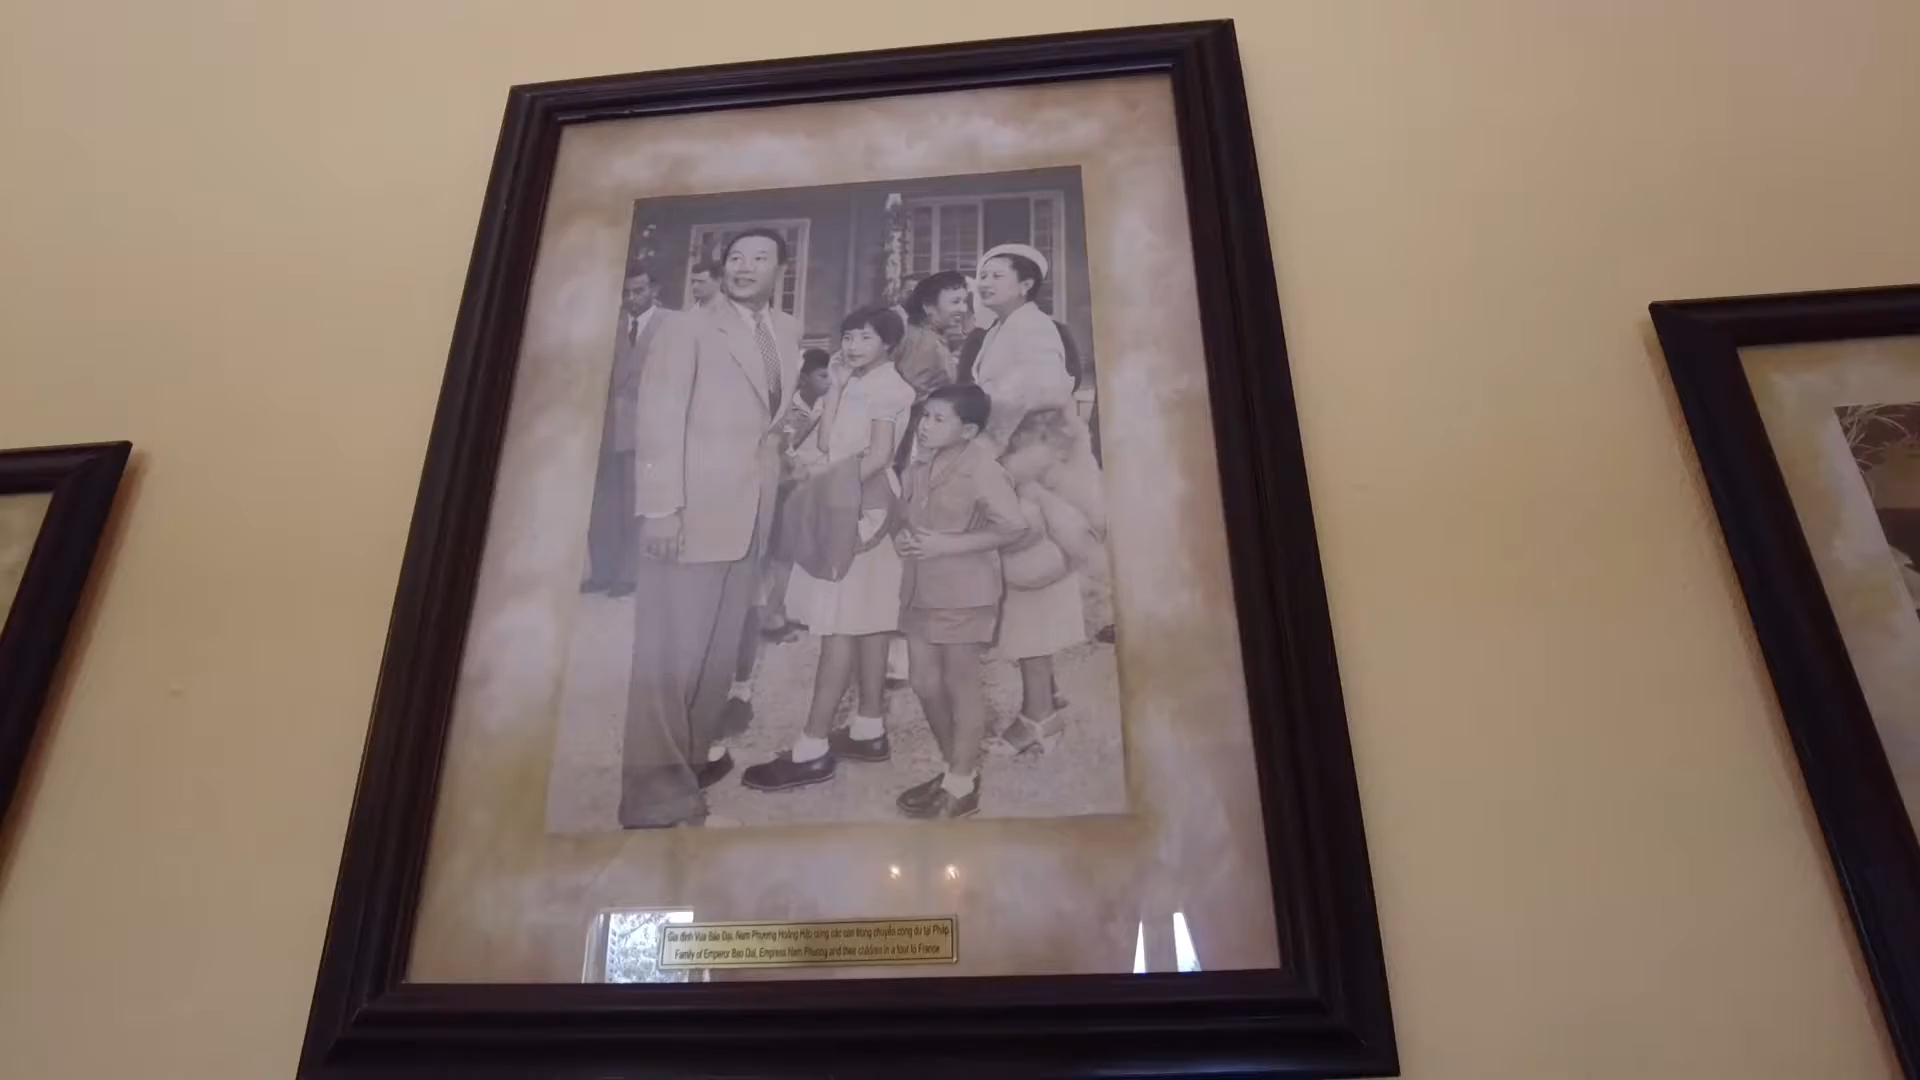 Gia đình Vua Bảo Đại, Nam Phương Hoàng Hậu cùng các con trong chuyến công du tại Pháp
Family of Emperor Bao Dai, Empress Nam Phuong and their children in a tour to France